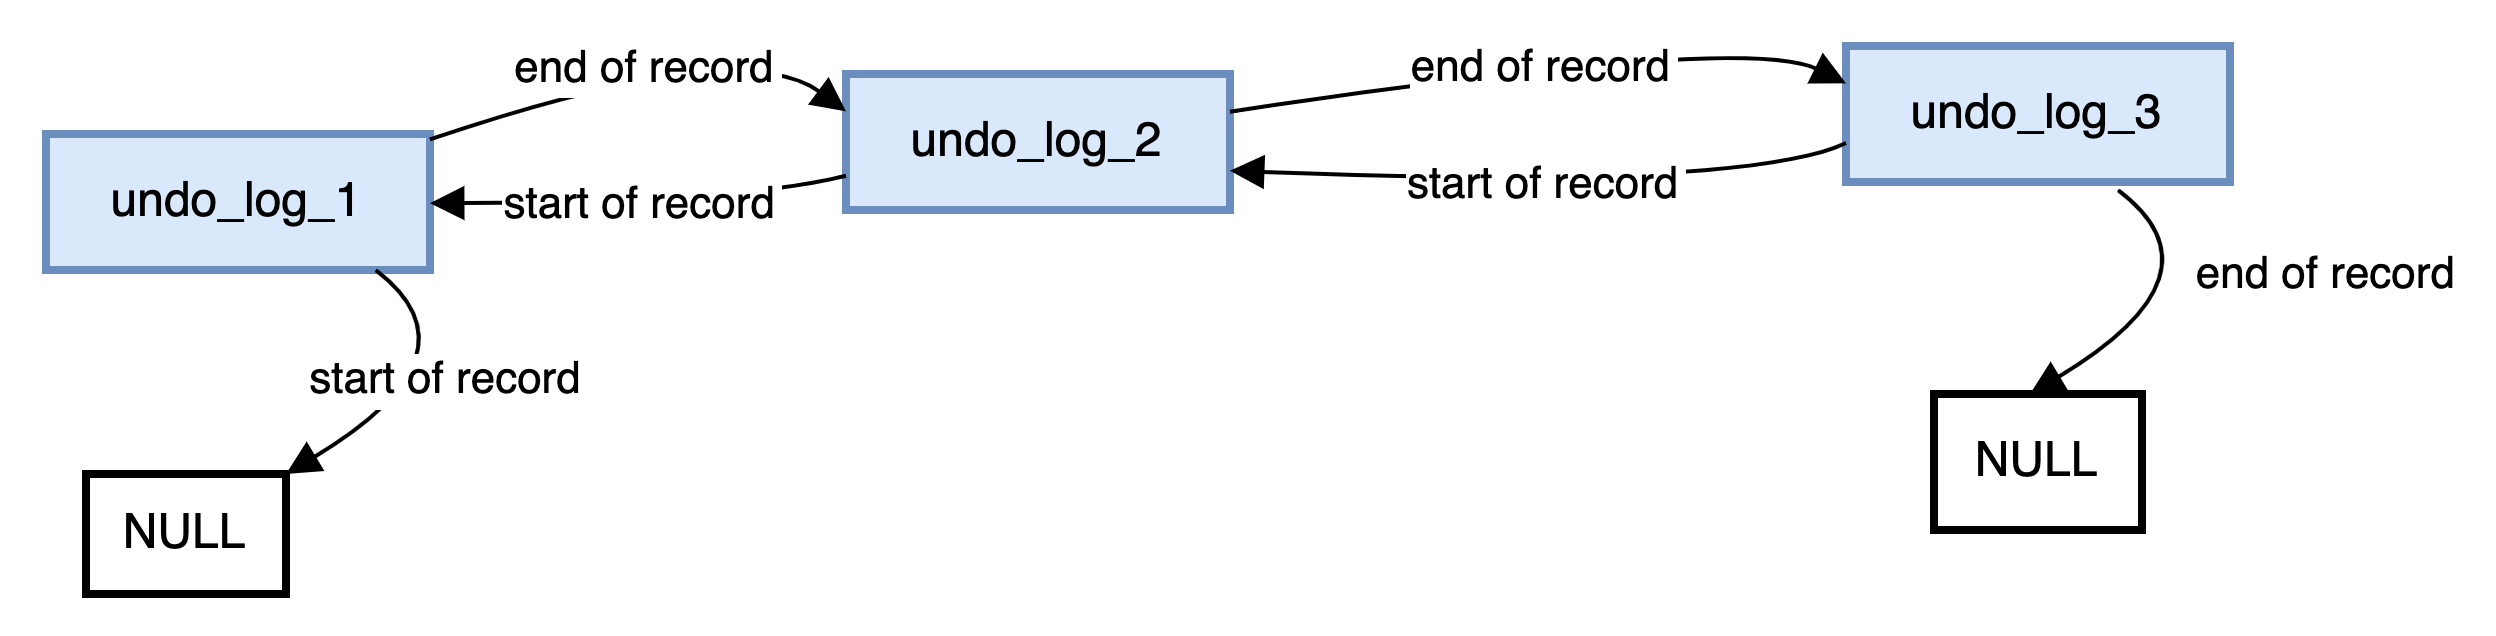 end of record
end of record
undo_log_3
undo_log_2
undo_log_1
start of record
start of record
end of record
start of record
NULL
NULL